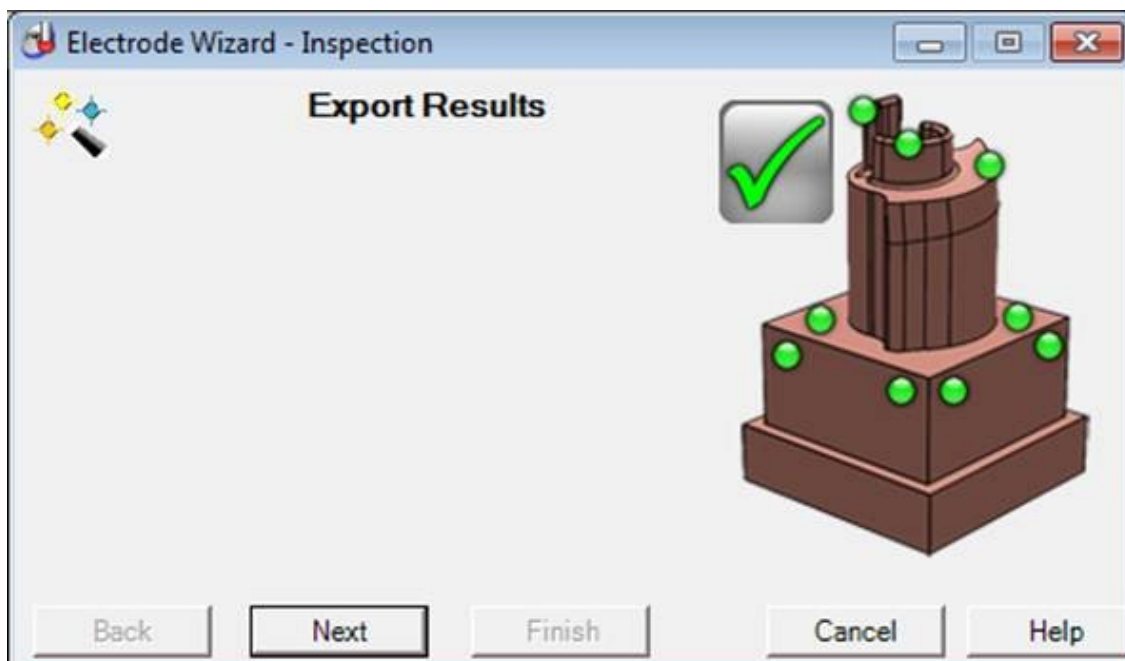 Electrode Wizard - Inspection
Export Results
Back
Next
Finish
Cancel
Help